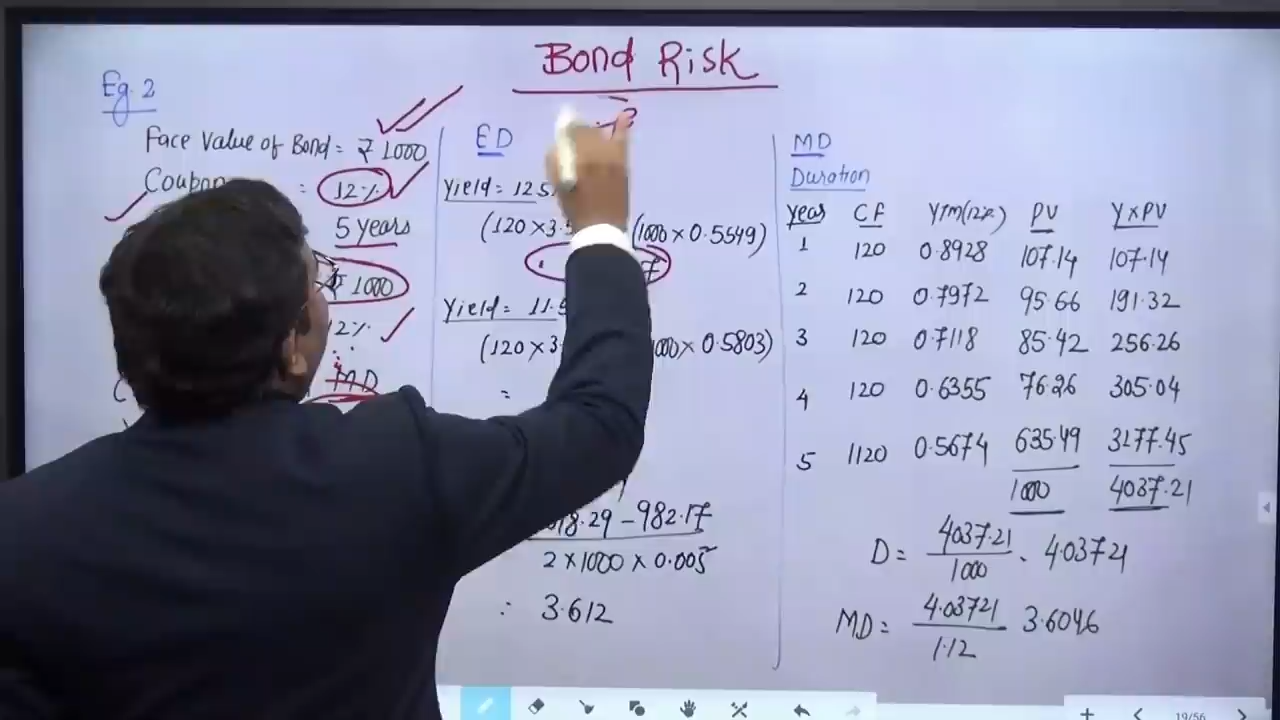 Bond Risk
Eg. 2
Face Value of Bond = ₹ 1000
Coupon : 12%
5 years
₹ 1000
12%
MD
ED
Yield = 12.5
(120 × 3.5 (1000 × 0.5549)
Yield = 11.5
(120 × 3. 1000 × 0.5803)
=
18.29 - 982.17
2 × 1000 × 0.005
: 3.612
MD
Duration
Year CF YTM(12%) PV Y×PV
1 120 0.8928 107.14 107.14
2 120 0.7972 95.66 191.32
3 120 0.7118 85.42 256.26
4 120 0.6355 76.26 305.04
5 1120 0.5674 635.49 3177.45
1000 4037.21
D = 4037.21 4.03721
1000
MD = 4.03721 3.6046
1.12
19/56